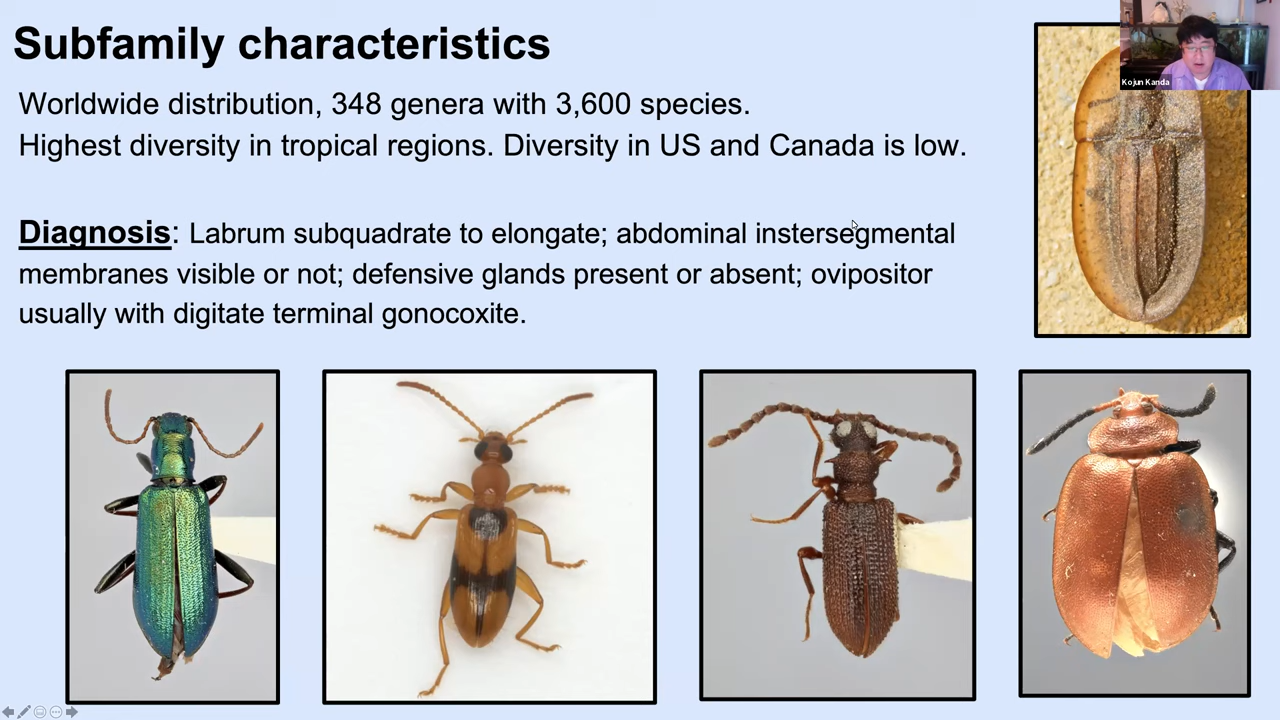 Subfamily characteristics
Kojun Kanda
Worldwide distribution, 348 genera with 3,600 species.
Highest diversity in tropical regions. Diversity in US and Canada is low.
Diagnosis: Labrum subquadrate to elongate; abdominal instersegmental
membranes visible or not; defensive glands present or absent; ovipositor
usually with digitate terminal gonocoxite.